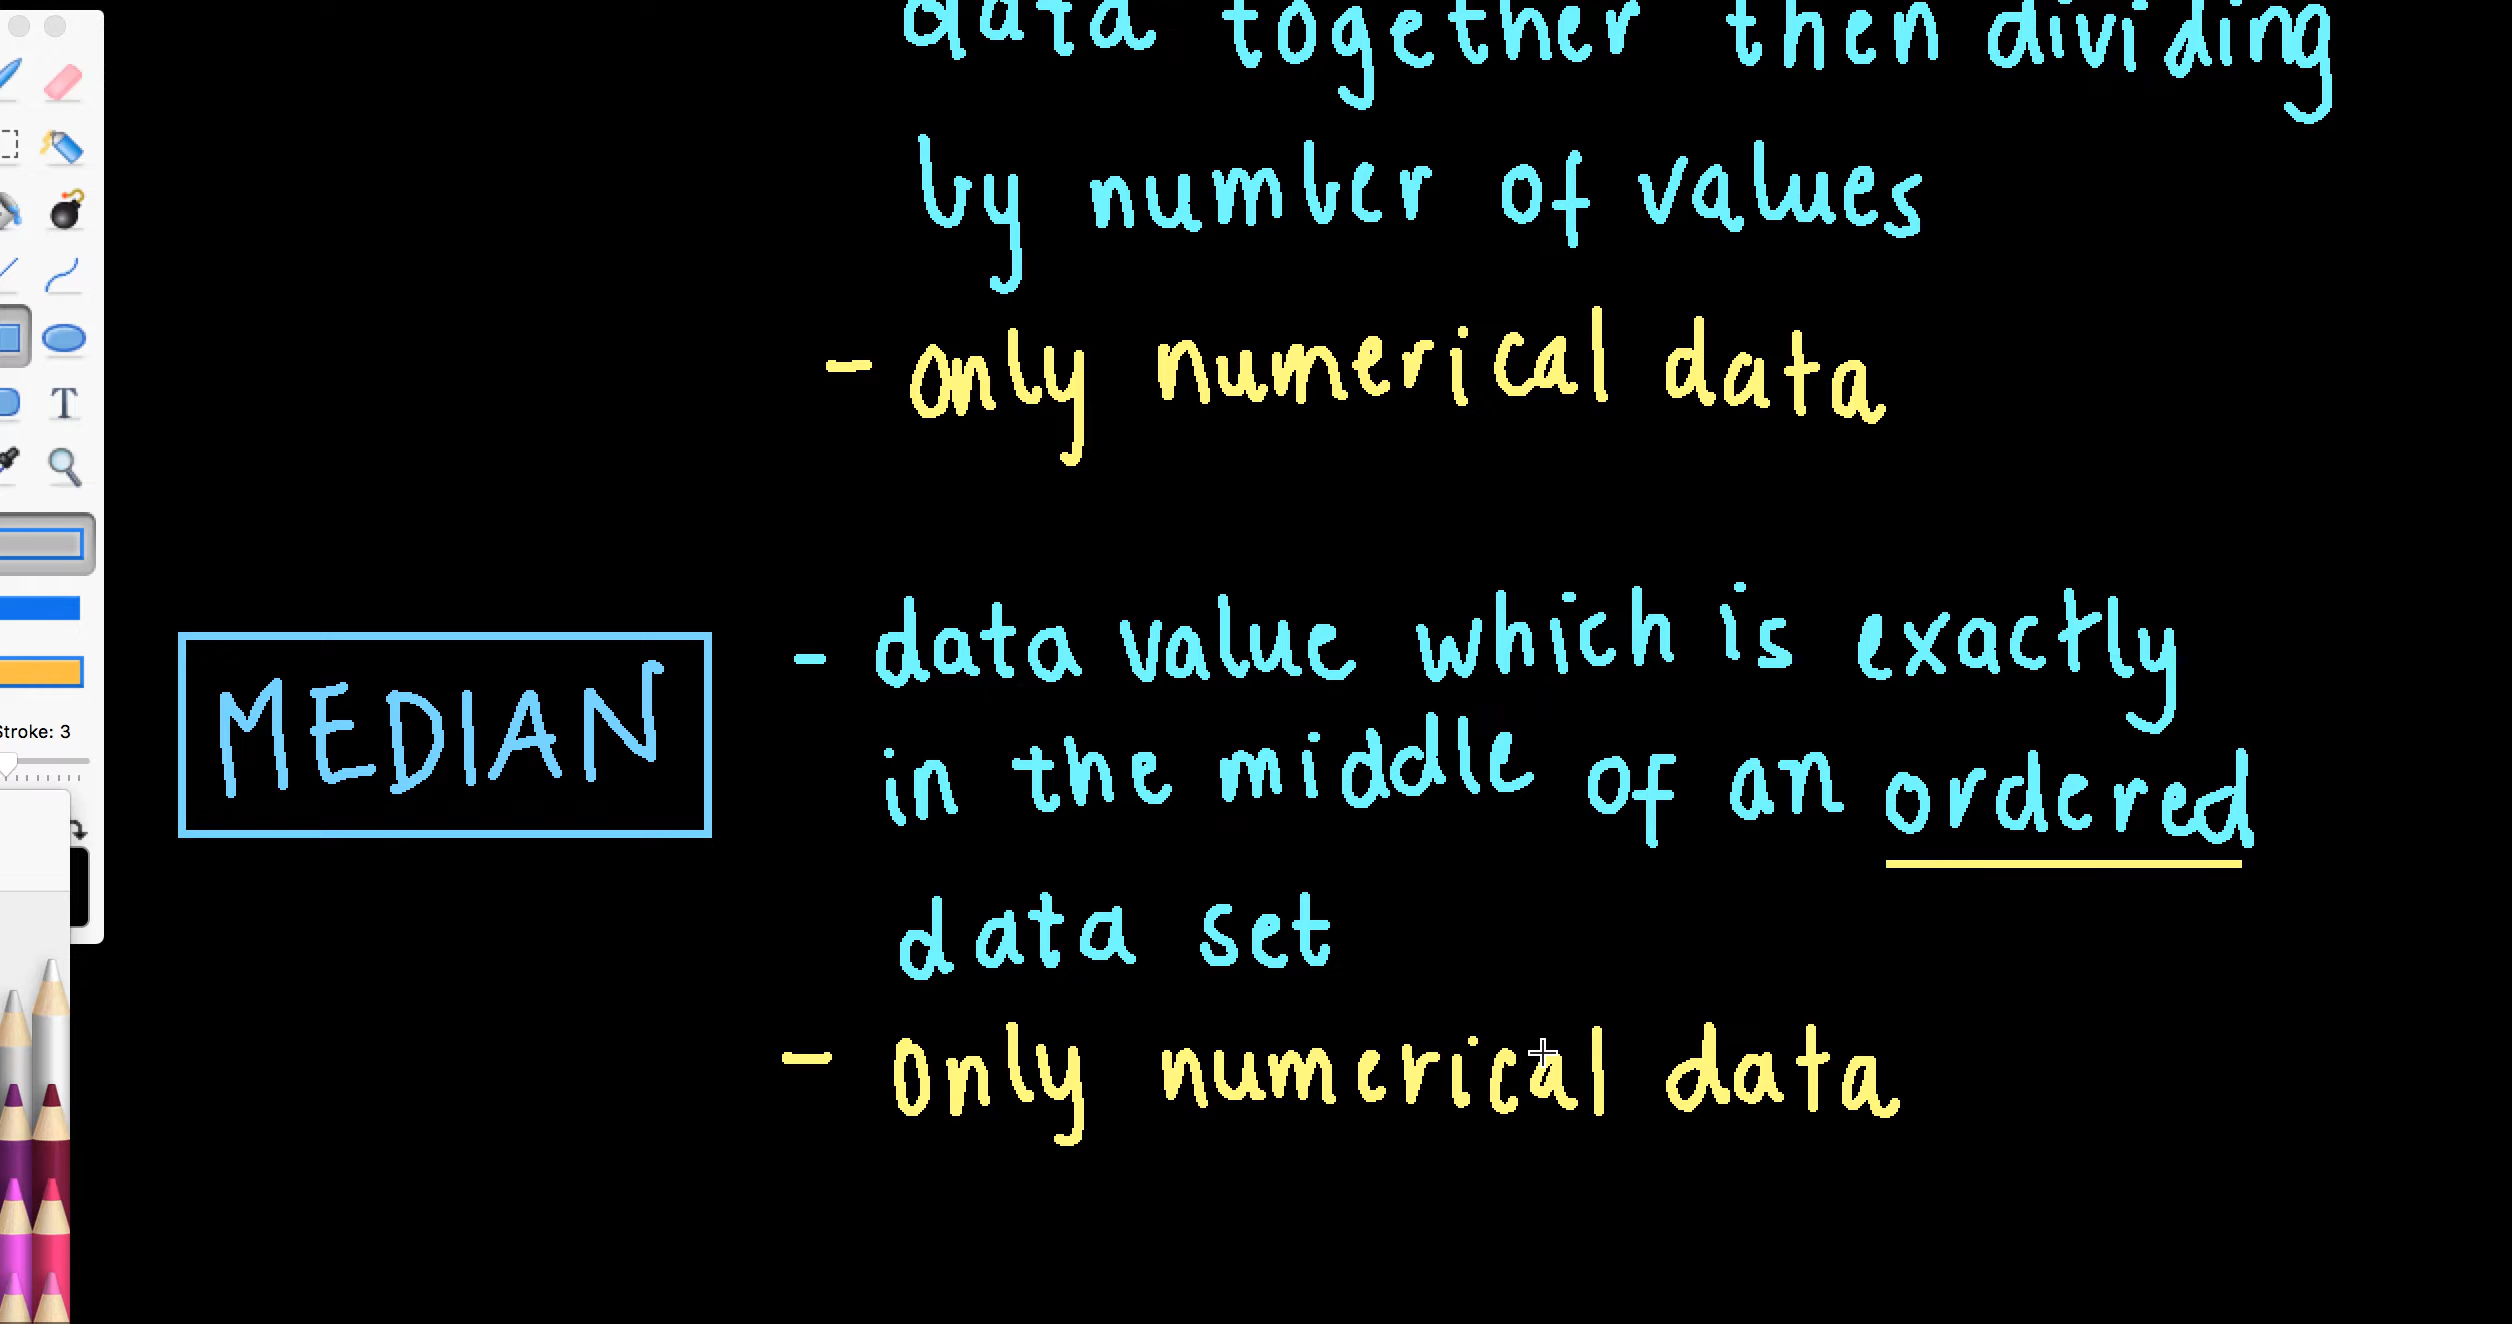 data together then dividing
by number of values
- only numerical data
MEDIAN
- data value which is exactly
in the middle of an ordered
data set
- only numerical data
T
Stroke: 3